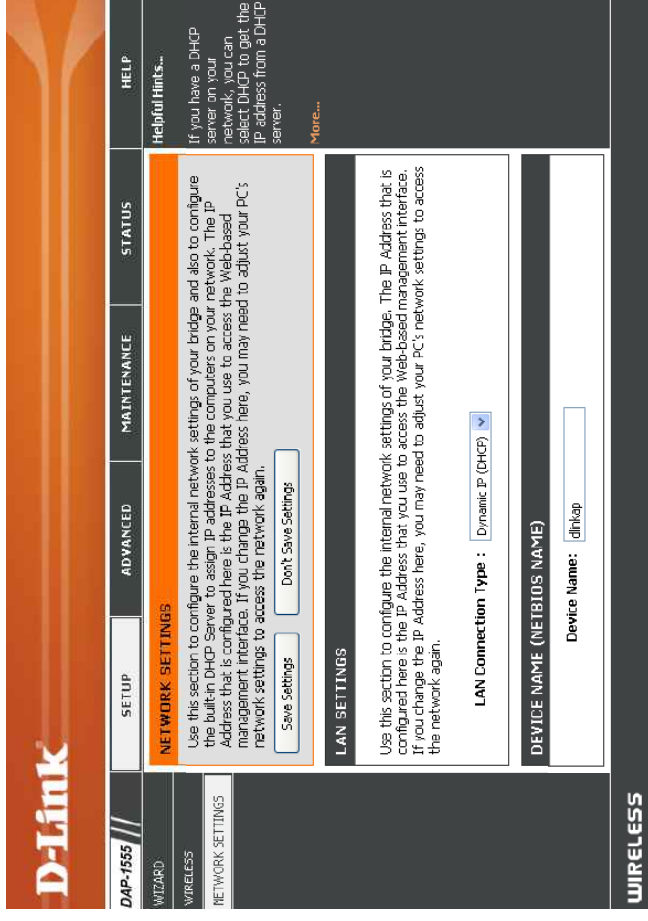 D-Link
DAP-1555
SETUP
ADVANCED
MAINTENANCE
STATUS
HELP
WIZARD
WIRELESS
NETWORK SETTINGS
NETWORK SETTINGS
Use this section to configure the internal network settings of your bridge and also to configure
the built-in DHCP Server to assign IP addresses to the computers on your network. The IP
Address that is configured here is the IP Address that you use to access the Web-based
management interface. If you change the IP Address here, you may need to adjust your PC's
network settings to access the network again.
Save Settings
Don't Save Settings
LAN SETTINGS
Use this section to configure the internal network settings of your bridge. The IP Address that is
configured here is the IP Address that you use to access the Web-based management interface.
If you change the IP Address here, you may need to adjust your PC's network settings to access
the network again.
LAN Connection Type : Dynamic IP (DHCP)
DEVICE NAME (NETBIOS NAME)
Device Name: dlinkap
Helpful Hints...
If you have a DHCP
server on your
network, you can
select DHCP to get the
IP address from a DHCP
server.
More...
WIRELESS